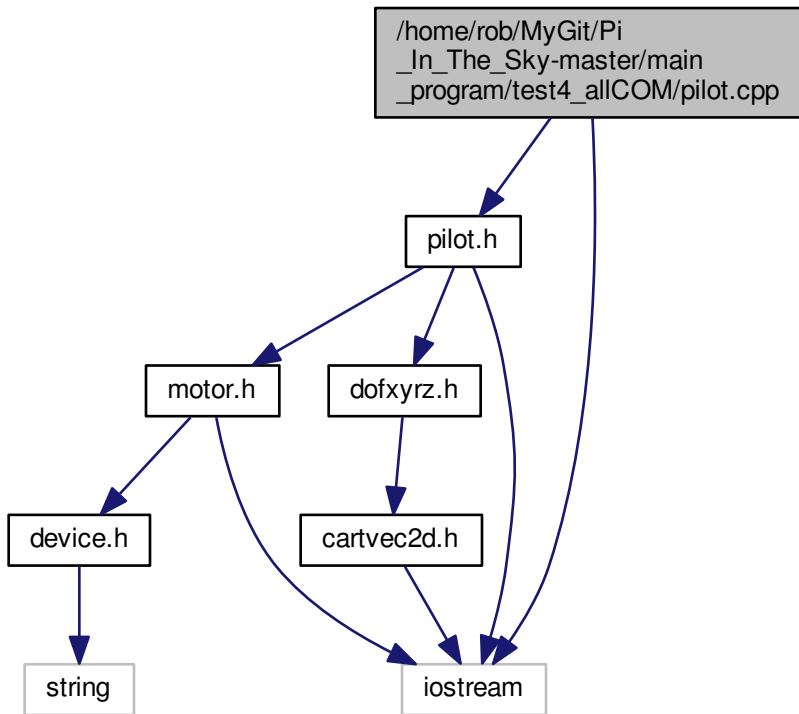 /home/rob/MyGit/Pi
_In_The_Sky-master/main
_program/test4_allCOM/pilot.cpp
pilot.h
motor.h
dofxyrz.h
device.h
cartvec2d.h
string
iostream